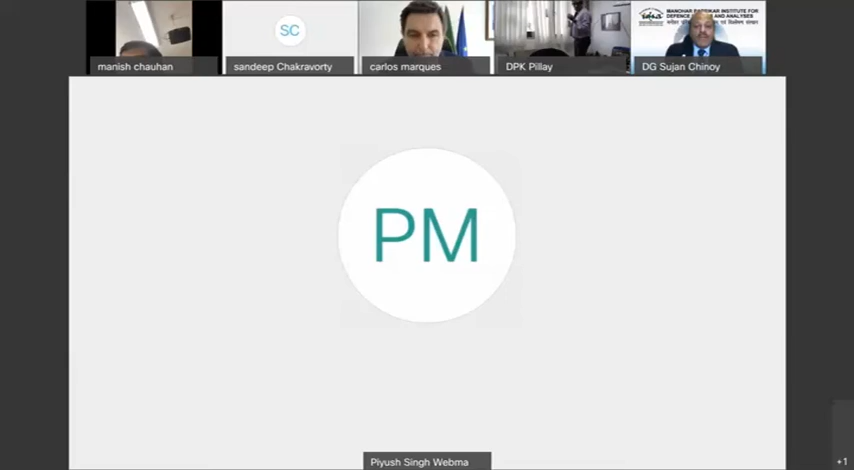 MANOHAR PARRIKAR INSTITUTE FOR
DEFENCE STUDIES AND ANALYSES
SC
manish chauhan
sandeep Chakravorty
carlos marques
DPK Pillay
DG Sujan Chinoy
PM
Piyush Singh Webma
+1